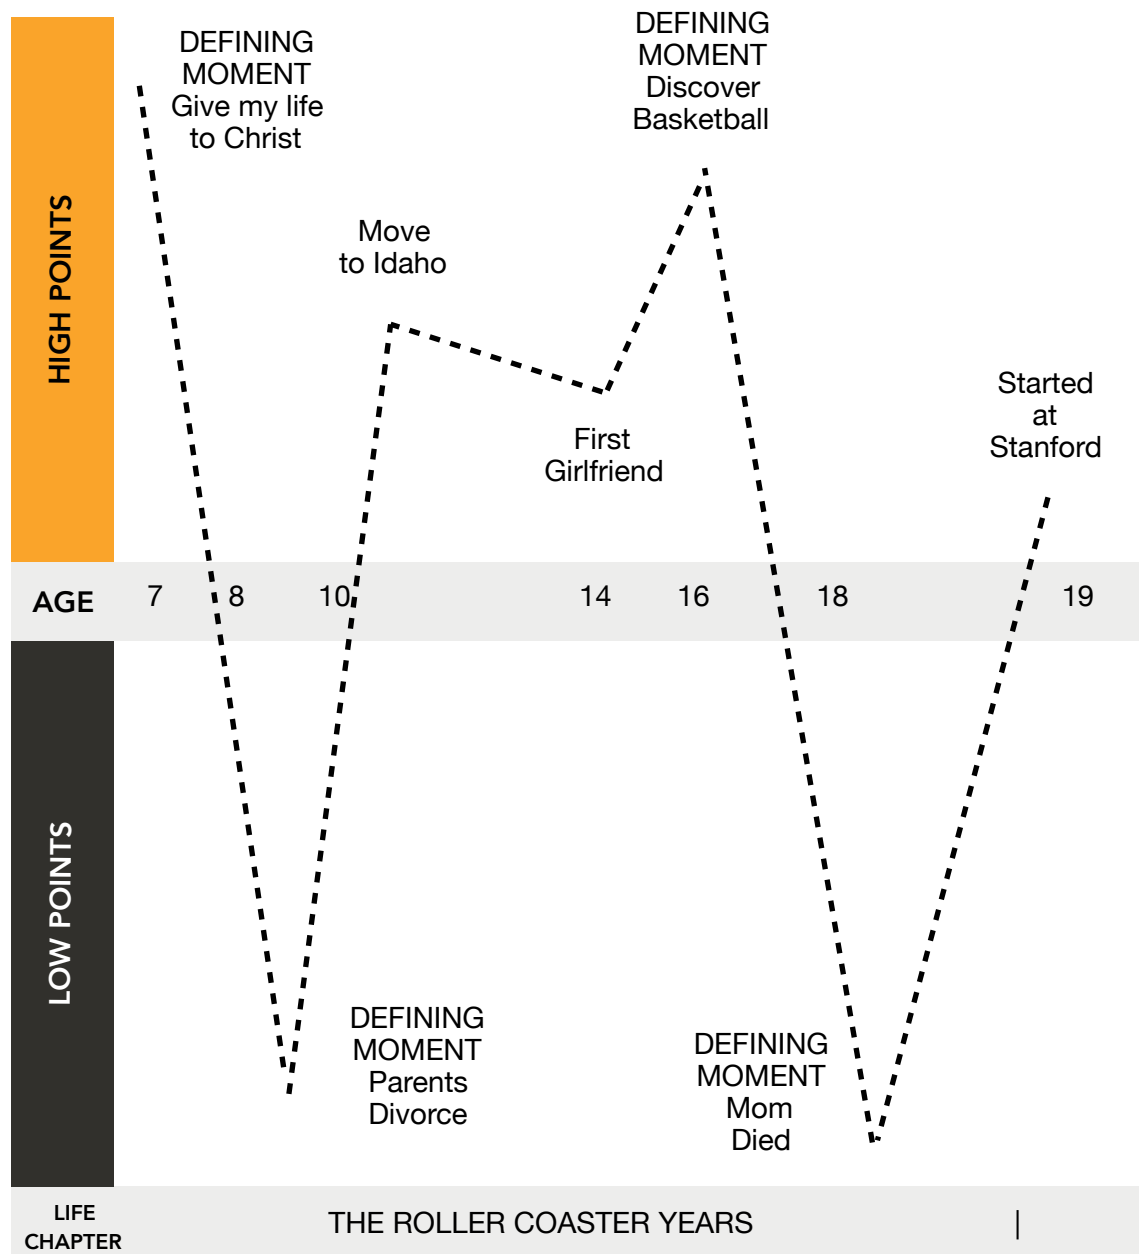 DEFINING
MOMENT
Give my life
to Christ
DEFINING
MOMENT
Discover
Basketball
HIGH POINTS
Move
to Idaho
First
Girlfriend
Started
at
Stanford
AGE 7 8 10 14 16 18 19
LOW POINTS
DEFINING
MOMENT
Parents
Divorce
DEFINING
MOMENT
Mom
Died
LIFE
CHAPTER
THE ROLLER COASTER YEARS |